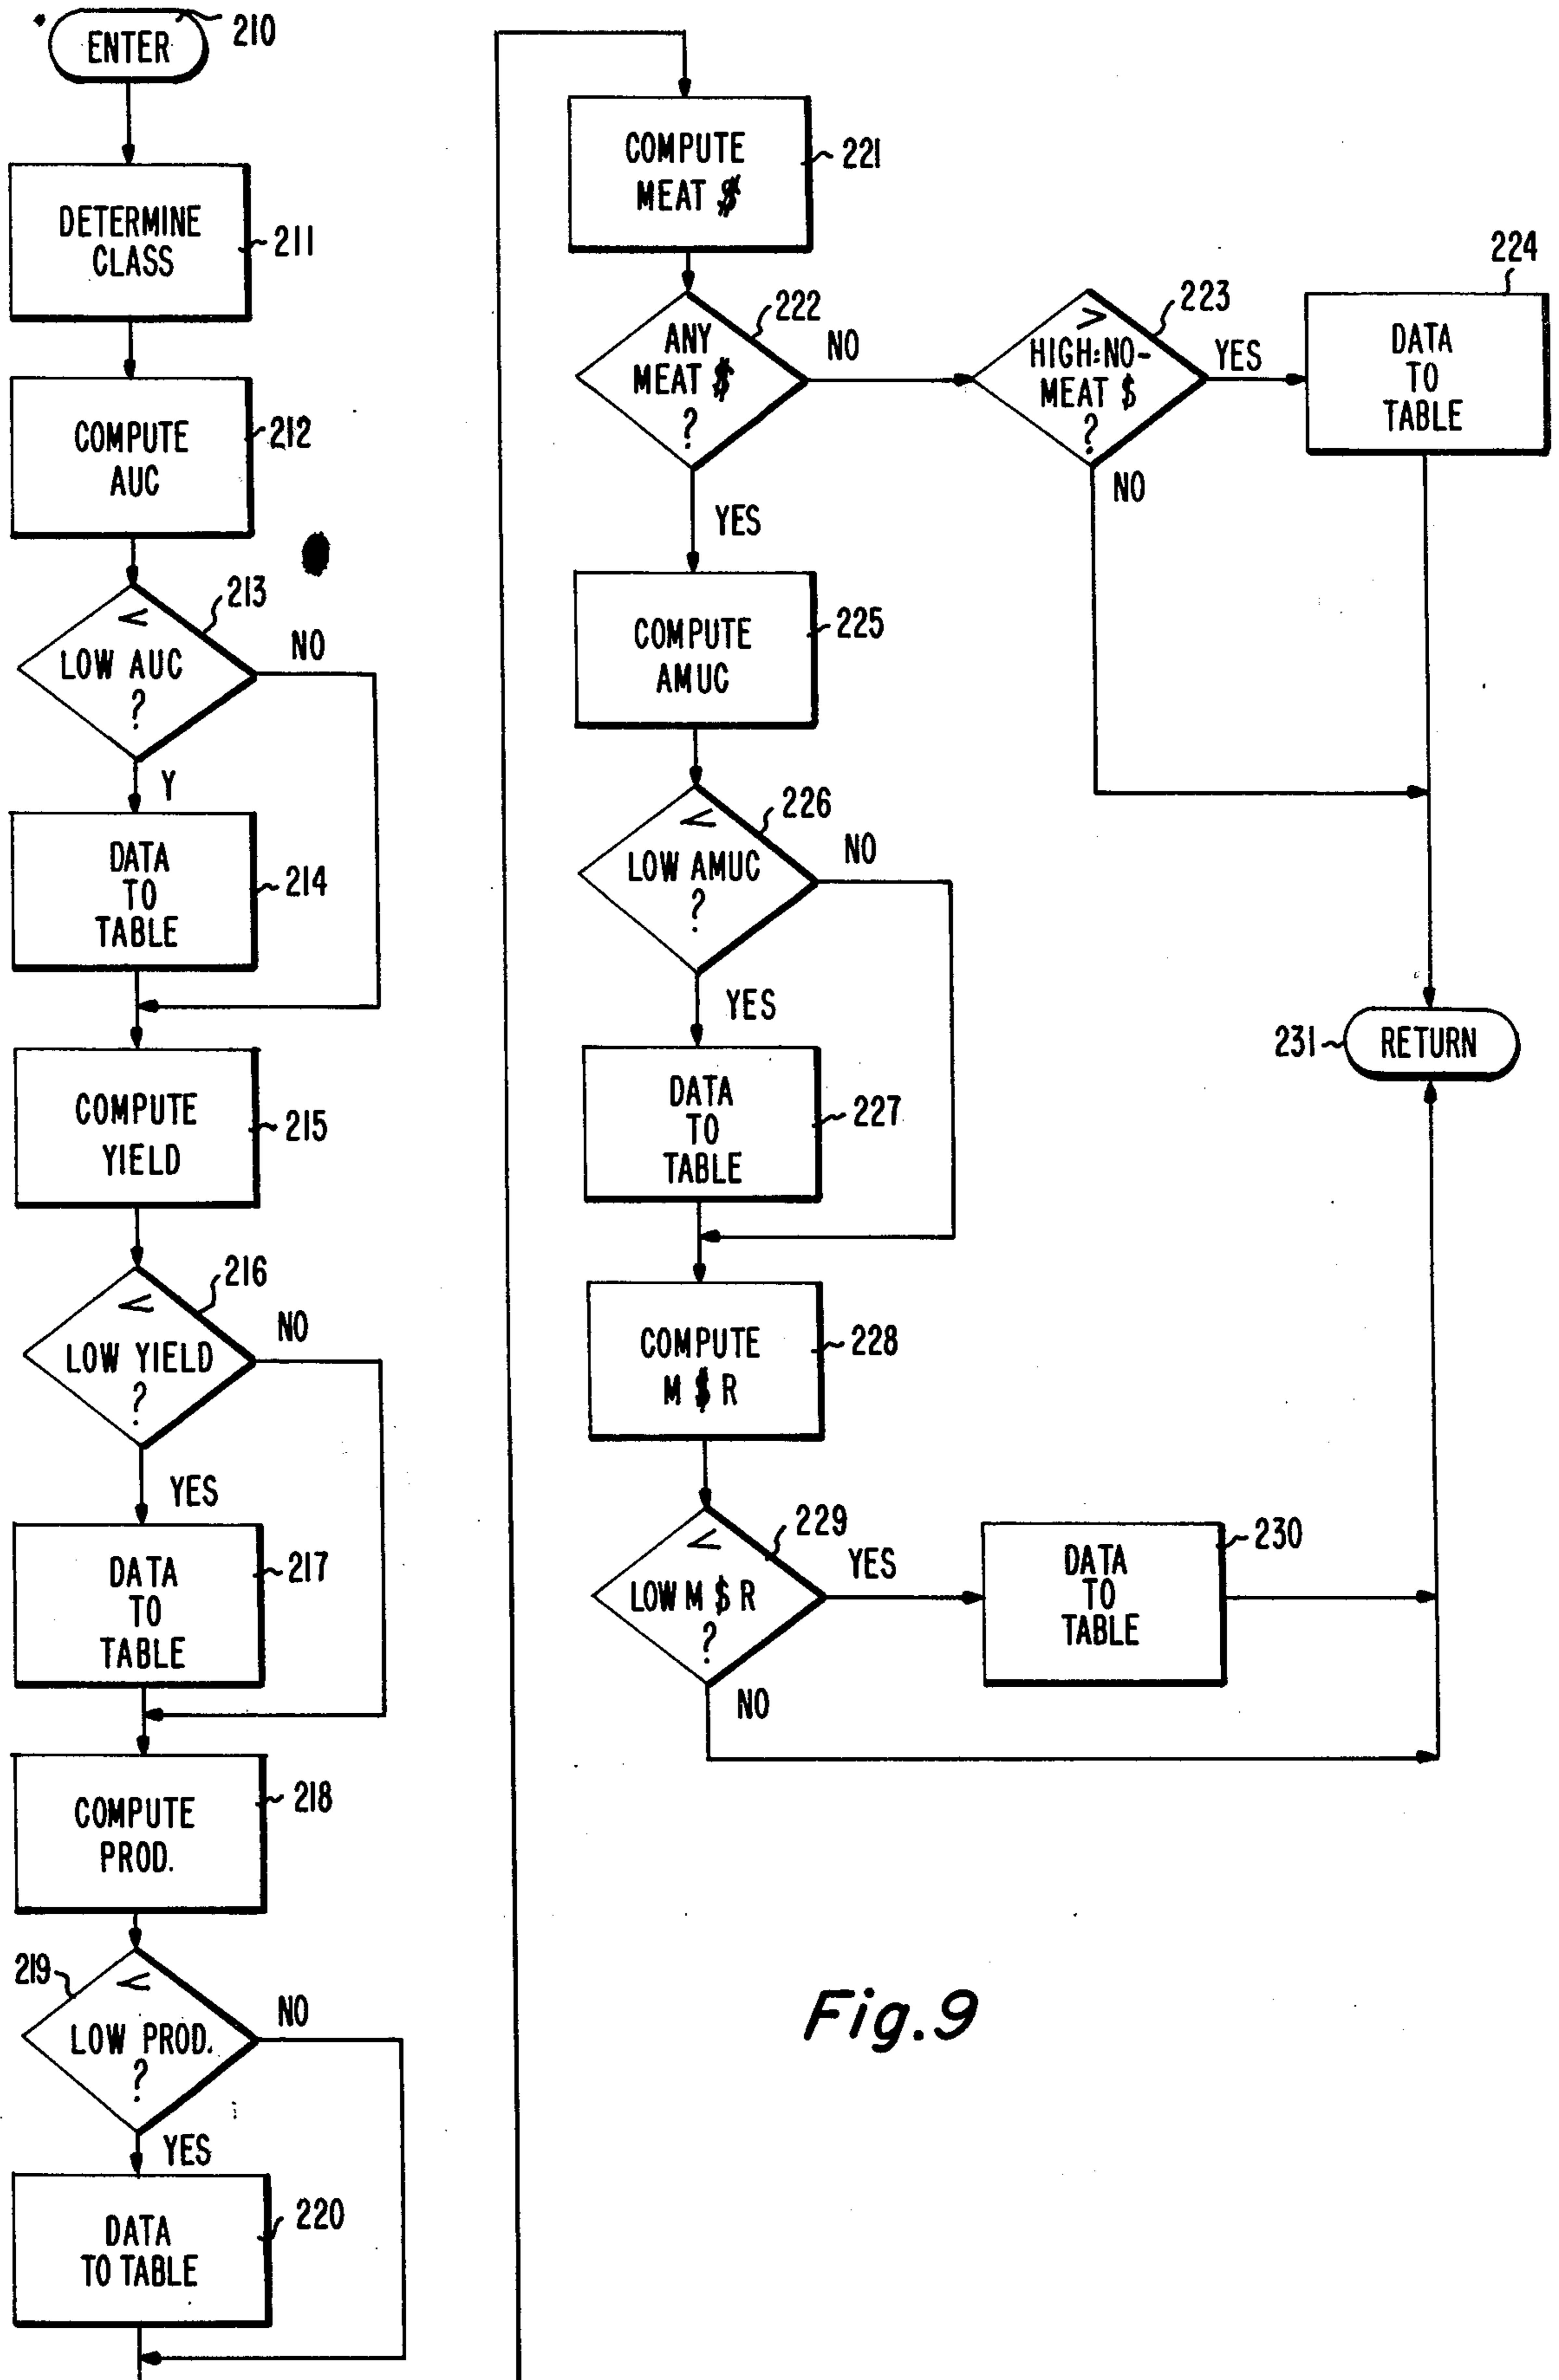 ENTER
210
DETERMINE
CLASS
211
COMPUTE
AUC
212
<
LOW AUC
?
213
NO
Y
DATA
TO
TABLE
214
COMPUTE
YIELD
215
<
LOW YIELD
?
216
NO
YES
DATA
TO
TABLE
217
COMPUTE
PROD.
218
219
<
LOW PROD.
?
NO
YES
DATA
TO TABLE
220
COMPUTE
MEAT $
221
ANY
MEAT $
?
222
NO
YES
>
HIGH=NO-
MEAT $
?
223
YES
NO
224
DATA
TO
TABLE
COMPUTE
AMUC
225
<
LOW AMUC
?
226
NO
YES
DATA
TO
TABLE
227
COMPUTE
M $ R
228
<
LOW M $ R
?
229
YES
NO
DATA
TO
TABLE
230
231
RETURN
Fig.9